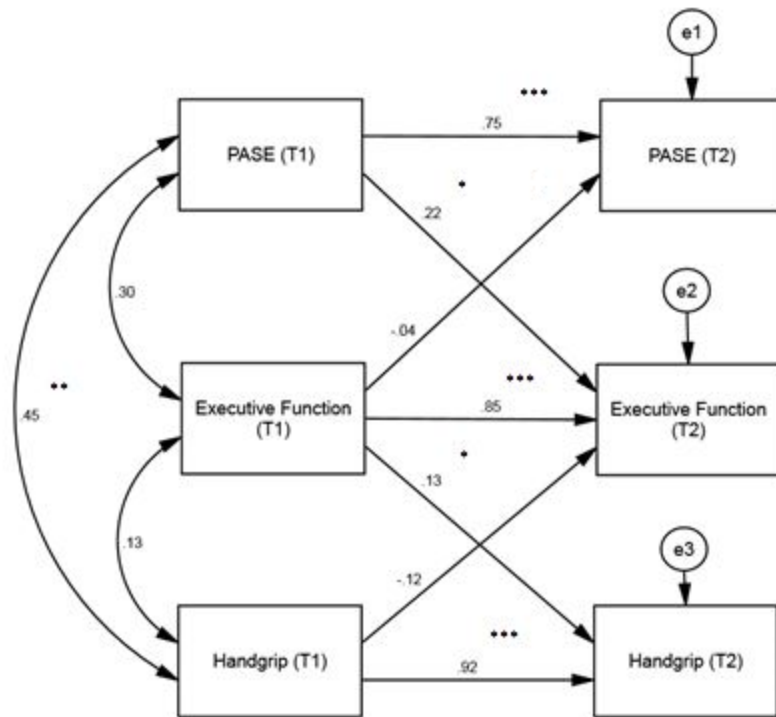 e1
***
PASE (T1)
.75
PASE (T2)
*
.22
.30
e2
-.04
**
***
.45
Executive Function
(T1)
.85
Executive Function
(T2)
*
.13
.13
e3
-.12
***
Handgrip (T1)
.92
Handgrip (T2)